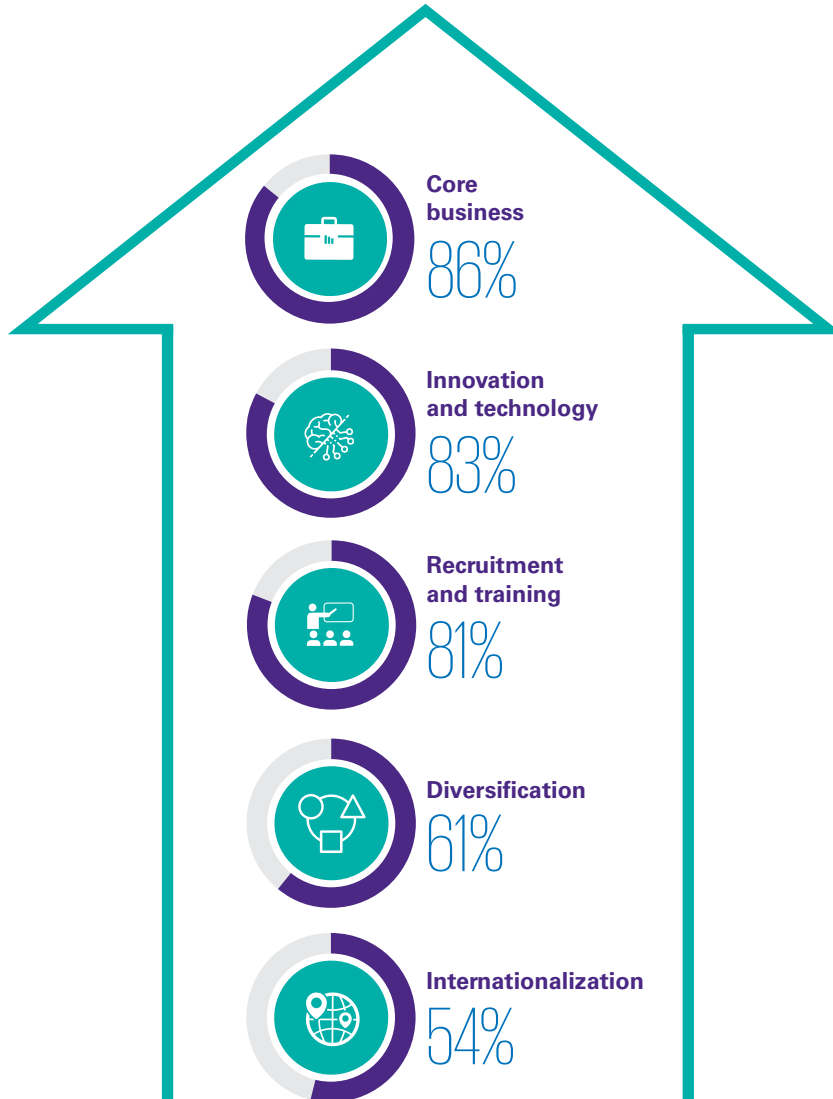 Core
business
86%
Innovation
and technology
83%
Recruitment
and training
81%
Diversification
61%
Internationalization
54%